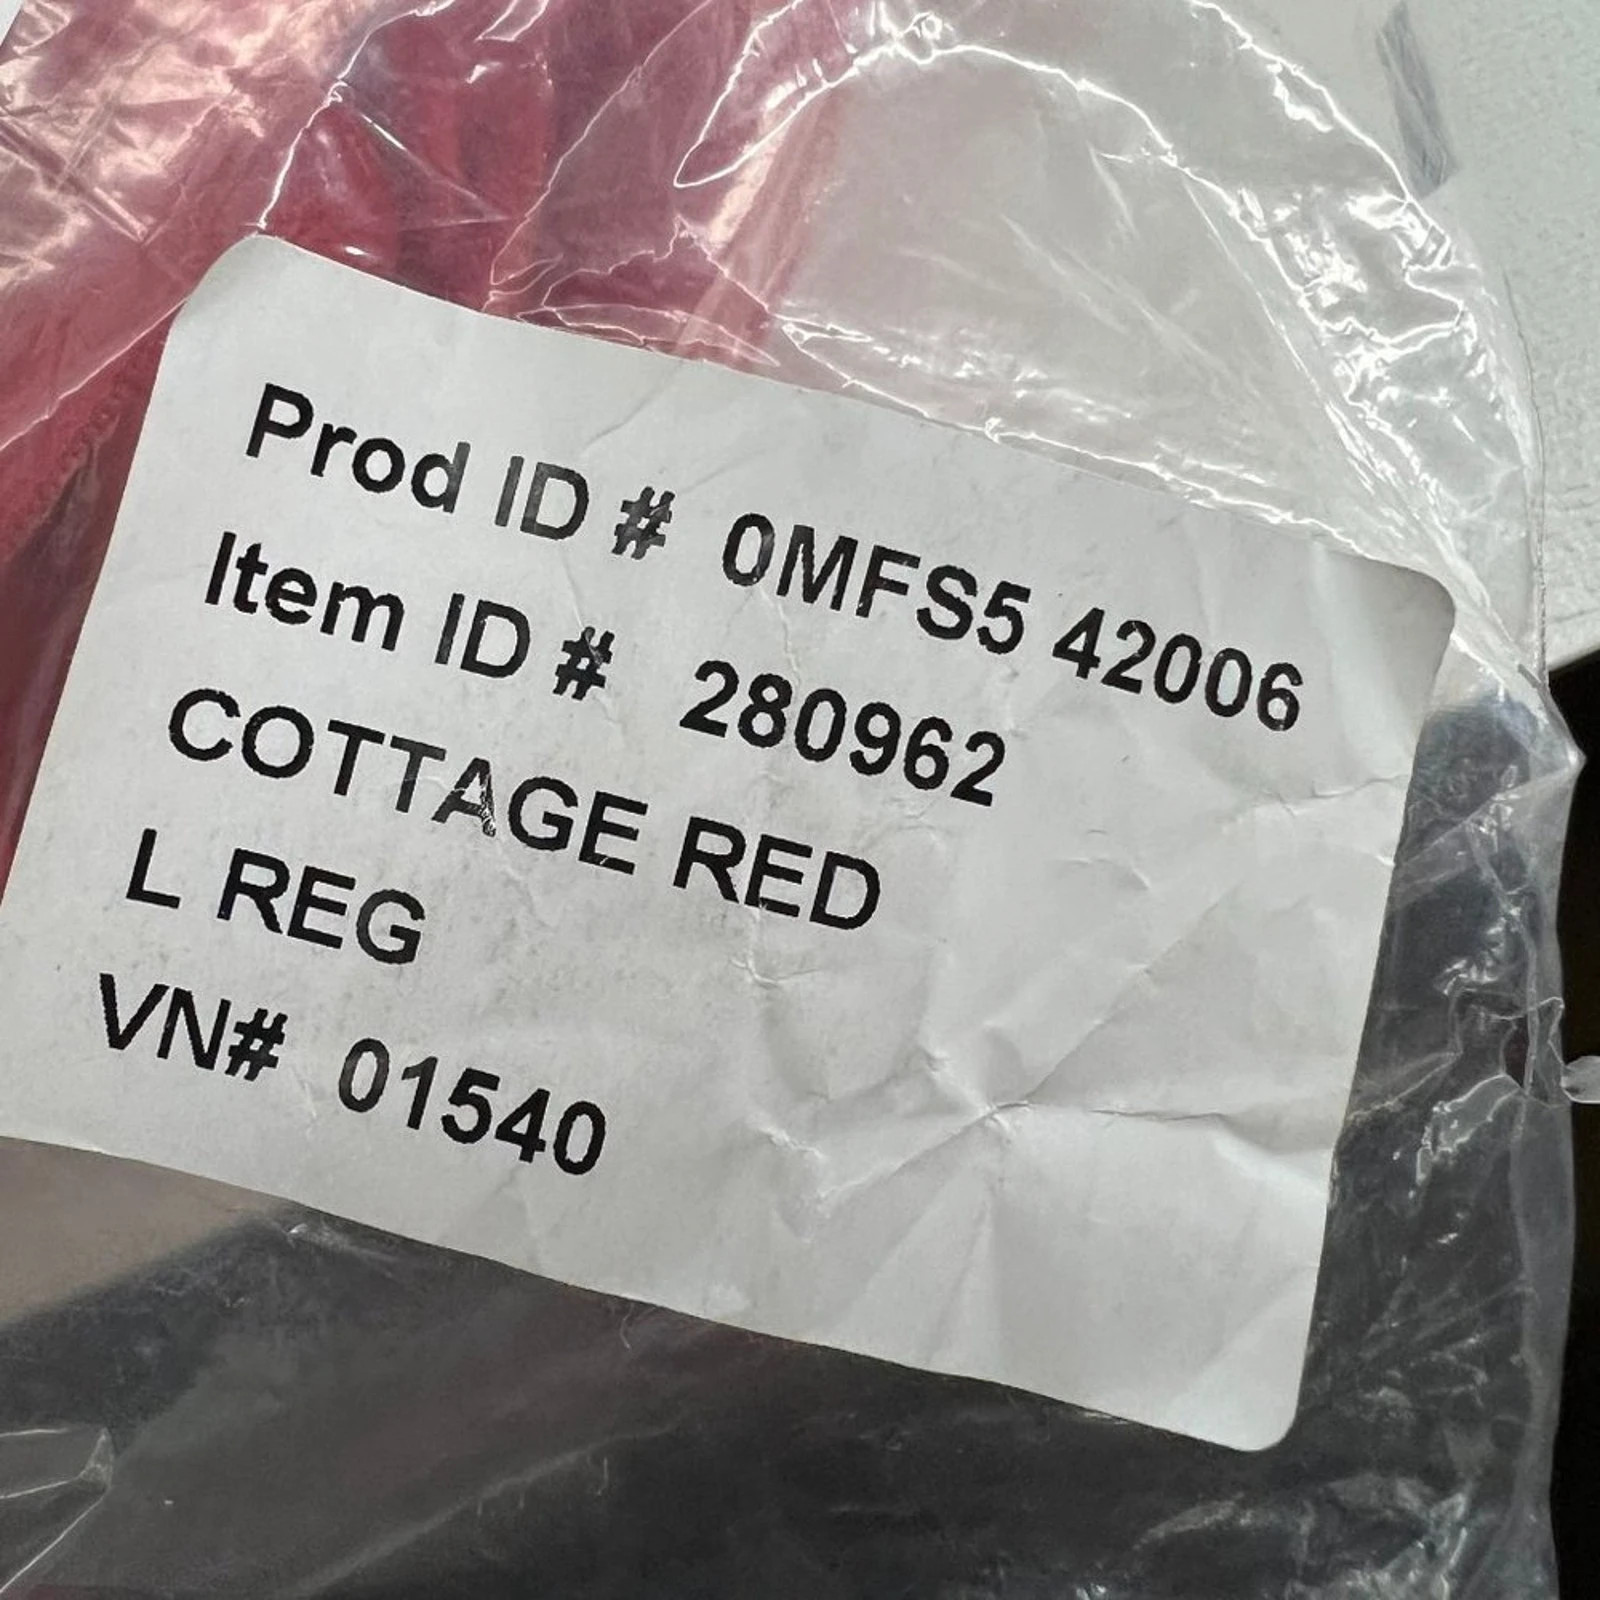 Prod ID # 0MFS5 42006
Item ID # 280962
COTTAGE RED
L REG
VN# 01540